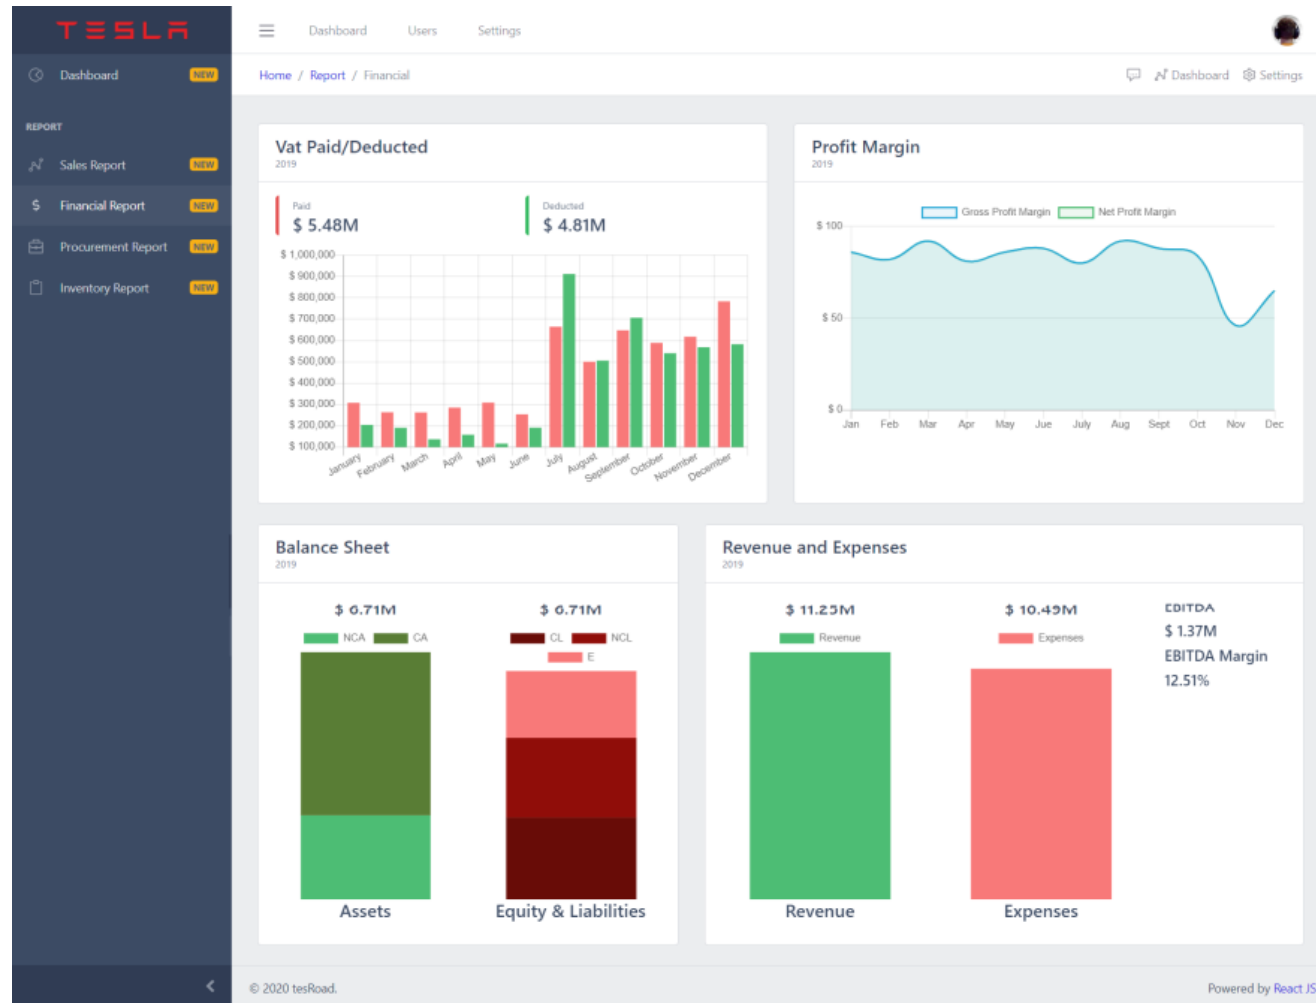 TESLA
Dashboard Users Settings
Dashboard NEW
Home / Report / Financial
Dashboard Settings
REPORT
Sales Report NEW
Financial Report NEW
Procurement Report NEW
Inventory Report NEW
Vat Paid/Deducted
2019
Paid
$ 5.48M
Deducted
$ 4.81M
$ 1,000,000
$ 900,000
$ 800,000
$ 700,000
$ 600,000
$ 500,000
$ 400,000
$ 300,000
$ 200,000
$ 100,000
January February March April May June July August September October November December
Profit Margin
2019
Gross Profit Margin Net Profit Margin
$ 100
$ 50
$ 0
Jan Feb Mar Apr May Jue July Aug Sept Oct Nov Dec
Balance Sheet
2019
$ 6.71M
NCA CA
Assets
$ 6.71M
CL NCL
E
Equity & Liabilities
Revenue and Expenses
2019
$ 11.25M
Revenue
Revenue
$ 10.49M
Expenses
Expenses
EBITDA
$ 1.37M
EBITDA Margin
12.51%
© 2020 tesRoad.
Powered by React JS